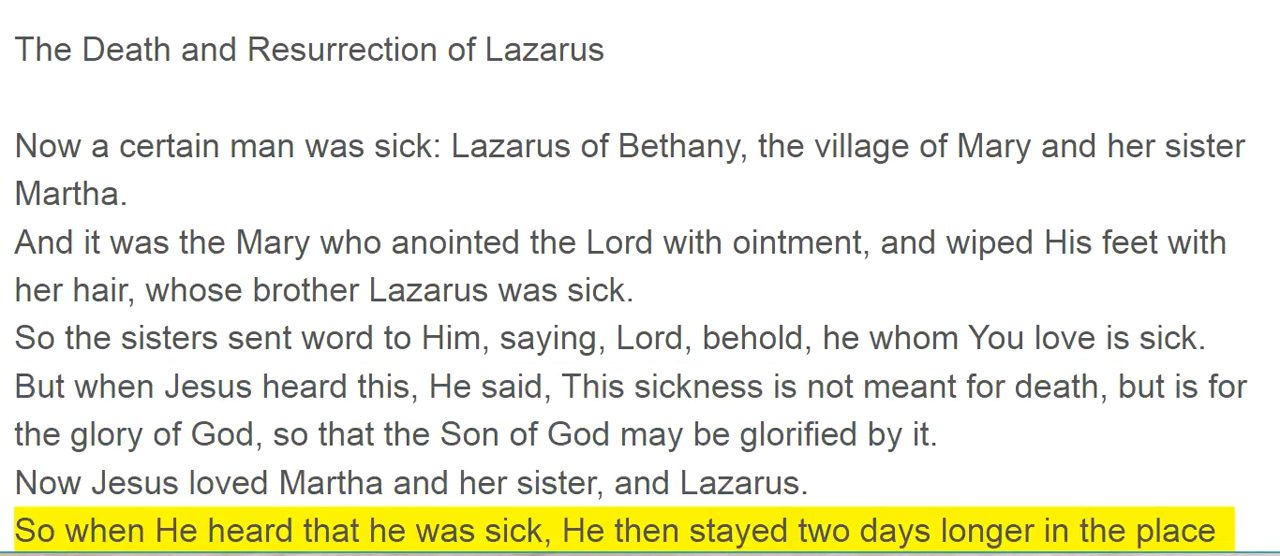 The Death and Resurrection of Lazarus
Now a certain man was sick: Lazarus of Bethany, the village of Mary and her sister
Martha.
And it was the Mary who anointed the Lord with ointment, and wiped His feet with
her hair, whose brother Lazarus was sick.
So the sisters sent word to Him, saying, Lord, behold, he whom You love is sick.
But when Jesus heard this, He said, This sickness is not meant for death, but is for
the glory of God, so that the Son of God may be glorified by it.
Now Jesus loved Martha and her sister, and Lazarus.
So when He heard that he was sick, He then stayed two days longer in the place